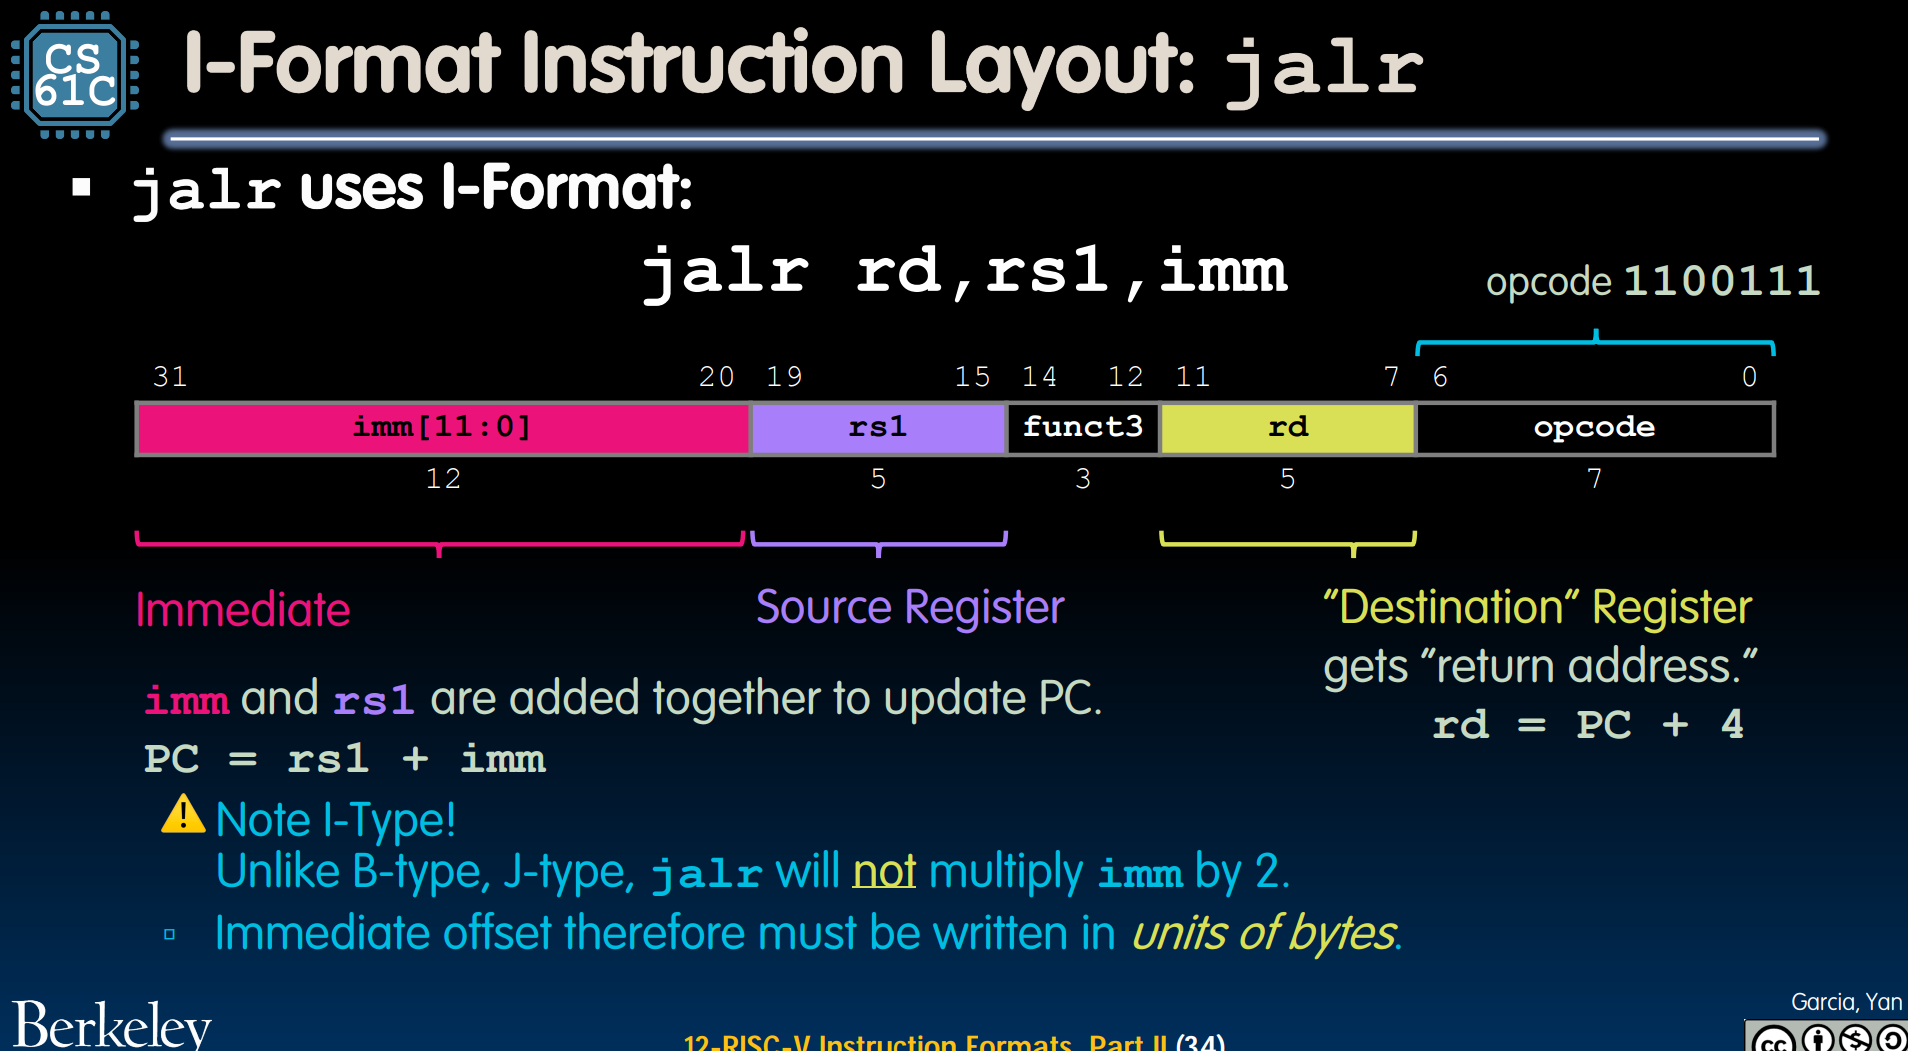 CS
61C
I-Format Instruction Layout: jalr
▪ jalr uses I-Format:
jalr rd,rs1,imm
opcode 1100111
31 20 19 15 14 12 11 7 6 0
imm[11:0] rs1 funct3 rd opcode
12 5 3 5 7
Immediate
Source Register
"Destination" Register
gets "return address."
rd = PC + 4
imm and rs1 are added together to update PC.
PC = rs1 + imm
Note I-Type!
Unlike B-type, J-type, jalr will not multiply imm by 2.
▫ Immediate offset therefore must be written in units of bytes.
Berkeley
12-RISC-V Instruction Formats, Part II (34)
Garcia, Yan
cc